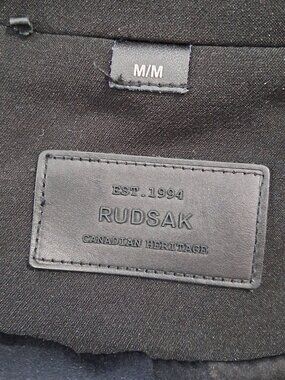 M/M
EST.1994
RUDSAK
CANADIAN HERITAGE